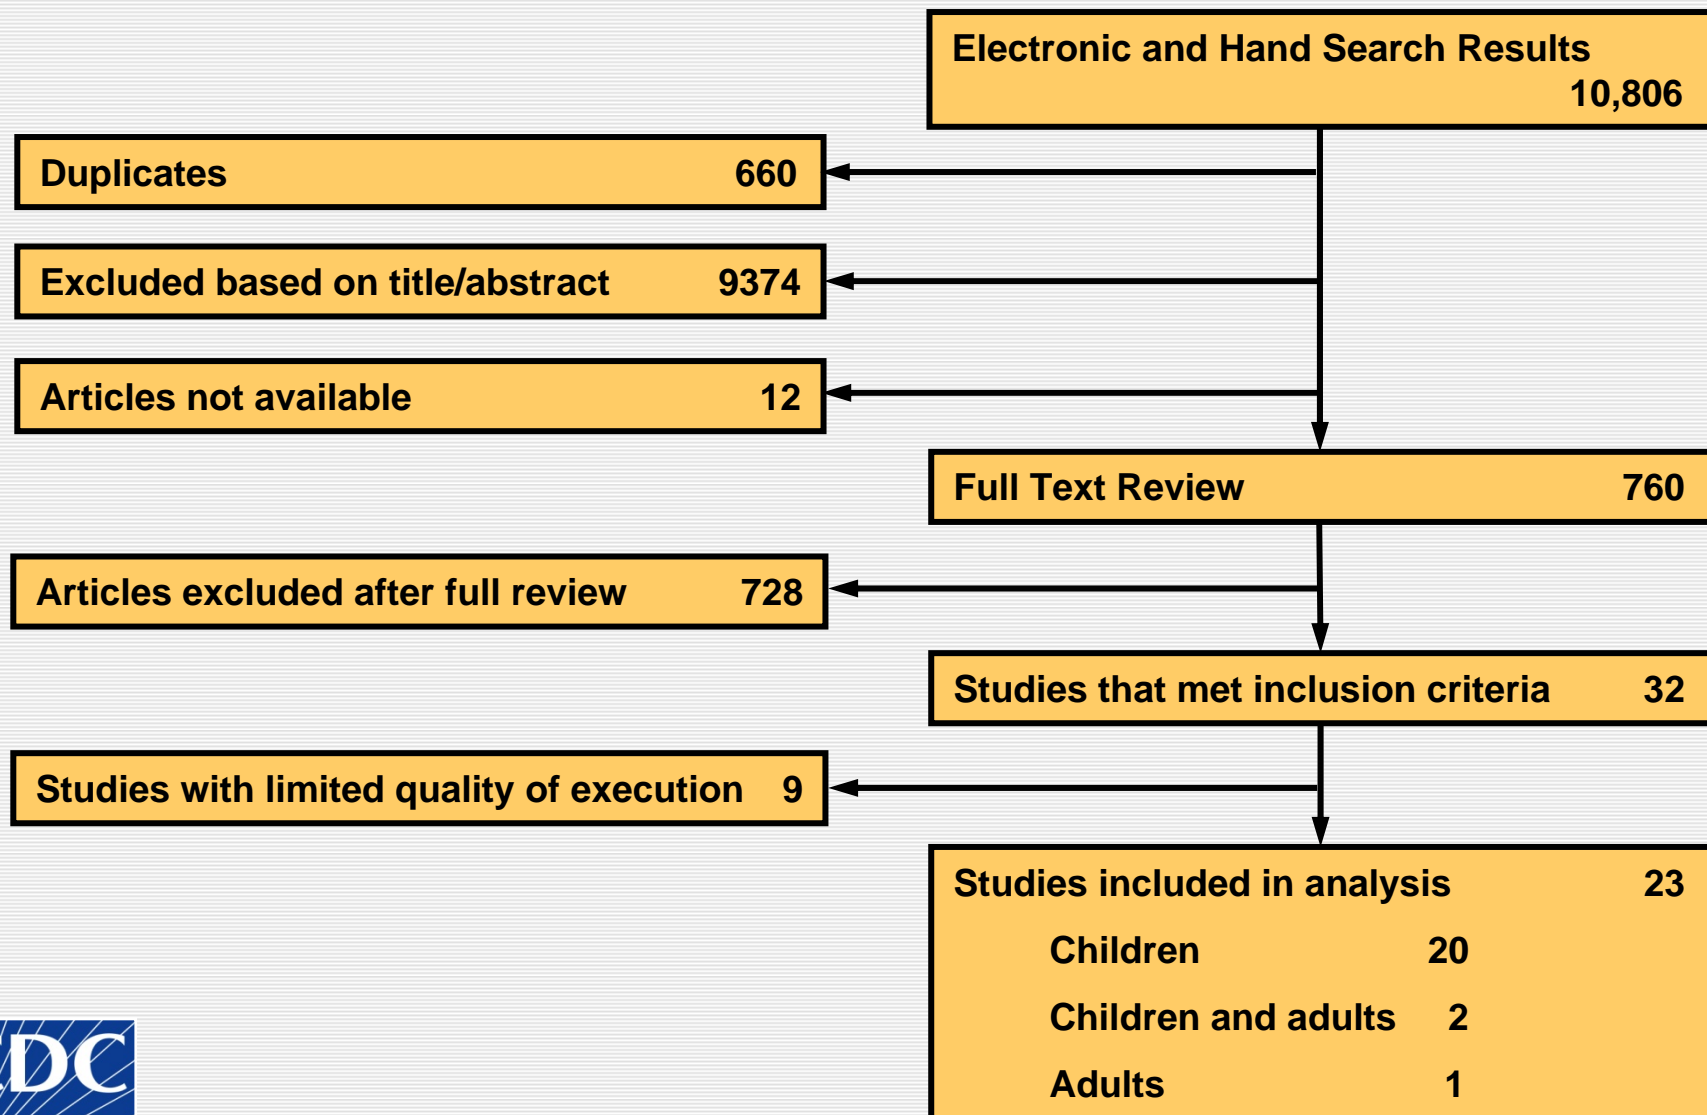 Electronic and Hand Search Results
10,806
Duplicates 660
Excluded based on title/abstract 9374
Articles not available 12
Full Text Review 760
Articles excluded after full review 728
Studies that met inclusion criteria 32
Studies with limited quality of execution 9
Studies included in analysis 23
Children 20
Children and adults 2
Adults 1
CDC